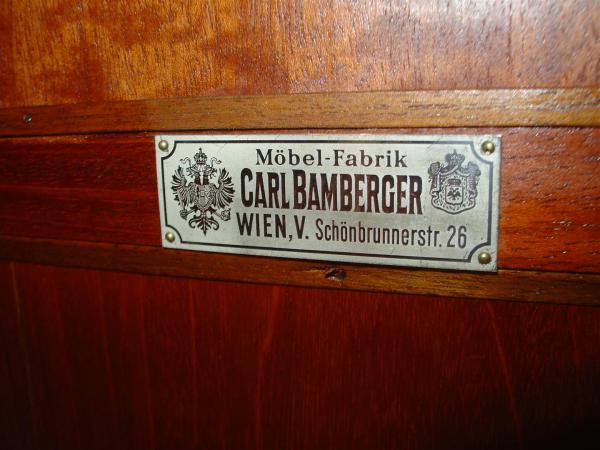 Möbel-Fabrik
CARL BAMBERGER
WIEN, V. Schönbrunnerstr. 26